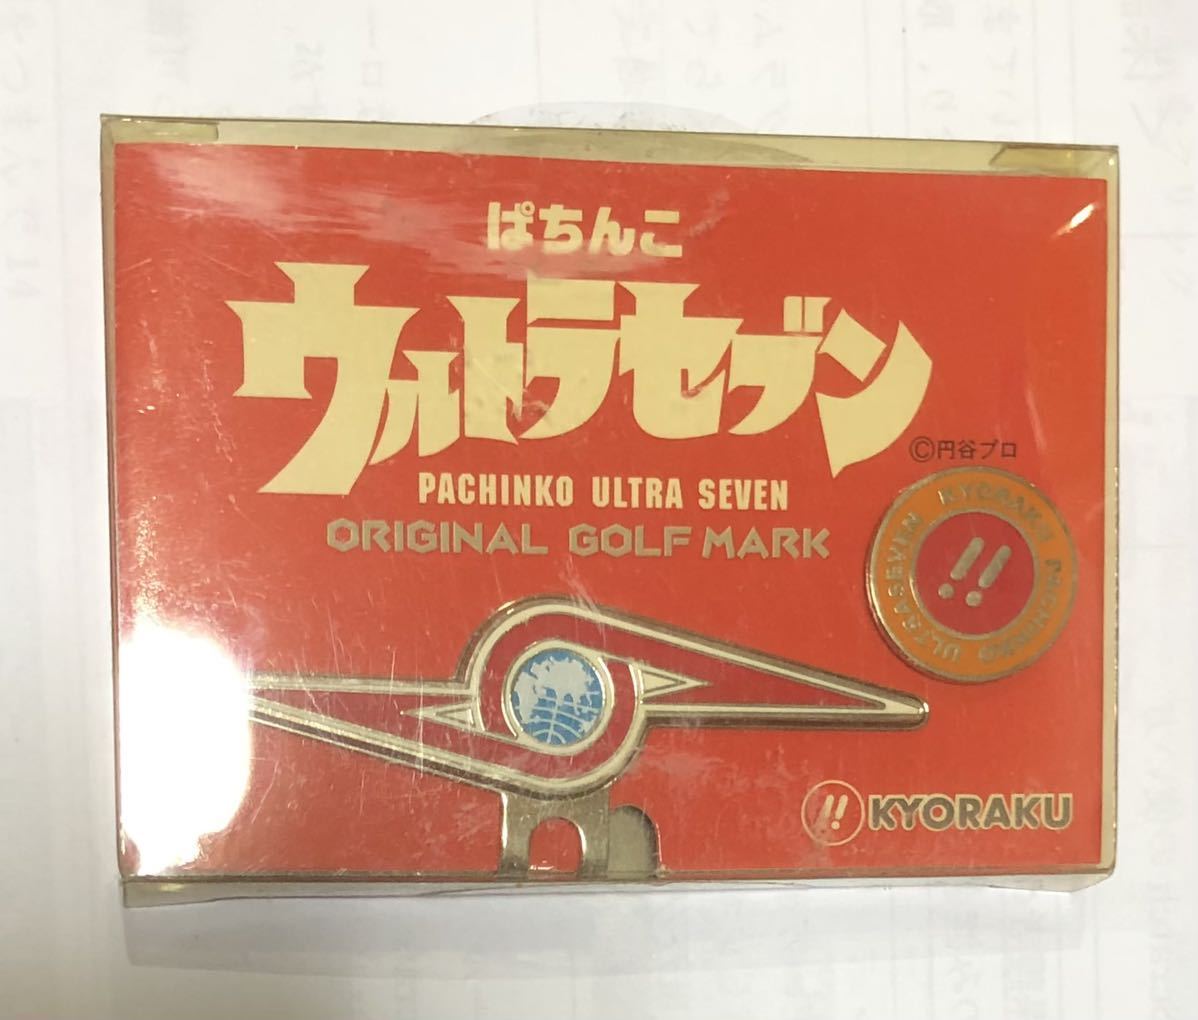 ぱちんこ
ウルトラセブン
©円谷プロ
PACHINKO ULTRA SEVEN
ORIGINAL GOLF MARK
KYORAKU PACHINKO ULTRASEVEN
!!
!! KYORAKU